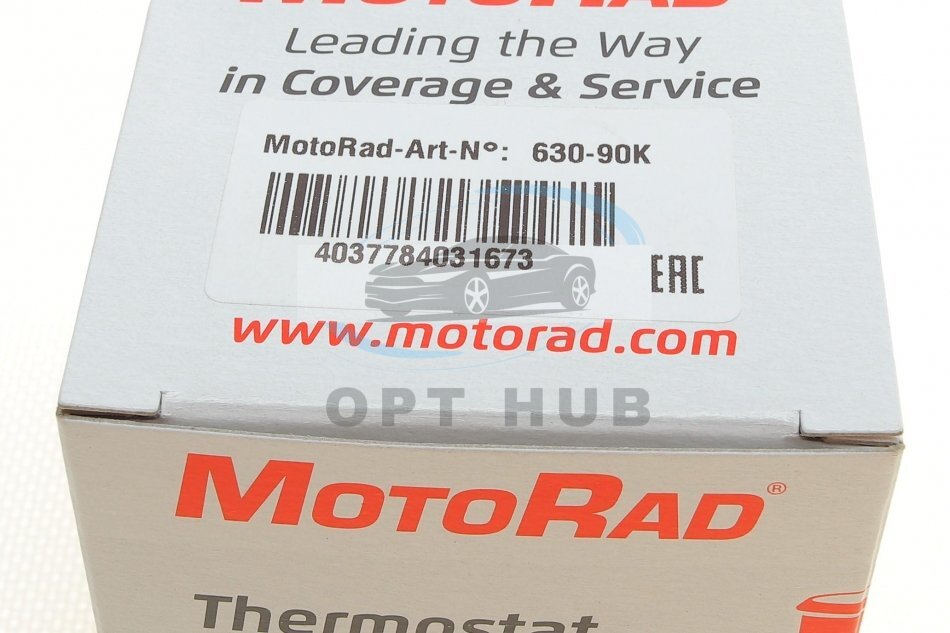 MOTORAD
Leading the Way
in Coverage & Service
MotoRad-Art-N°: 630-90K
4037784031673
EAC
www.motorad.com
OPT HUB
MOTORAD®
Thermostat